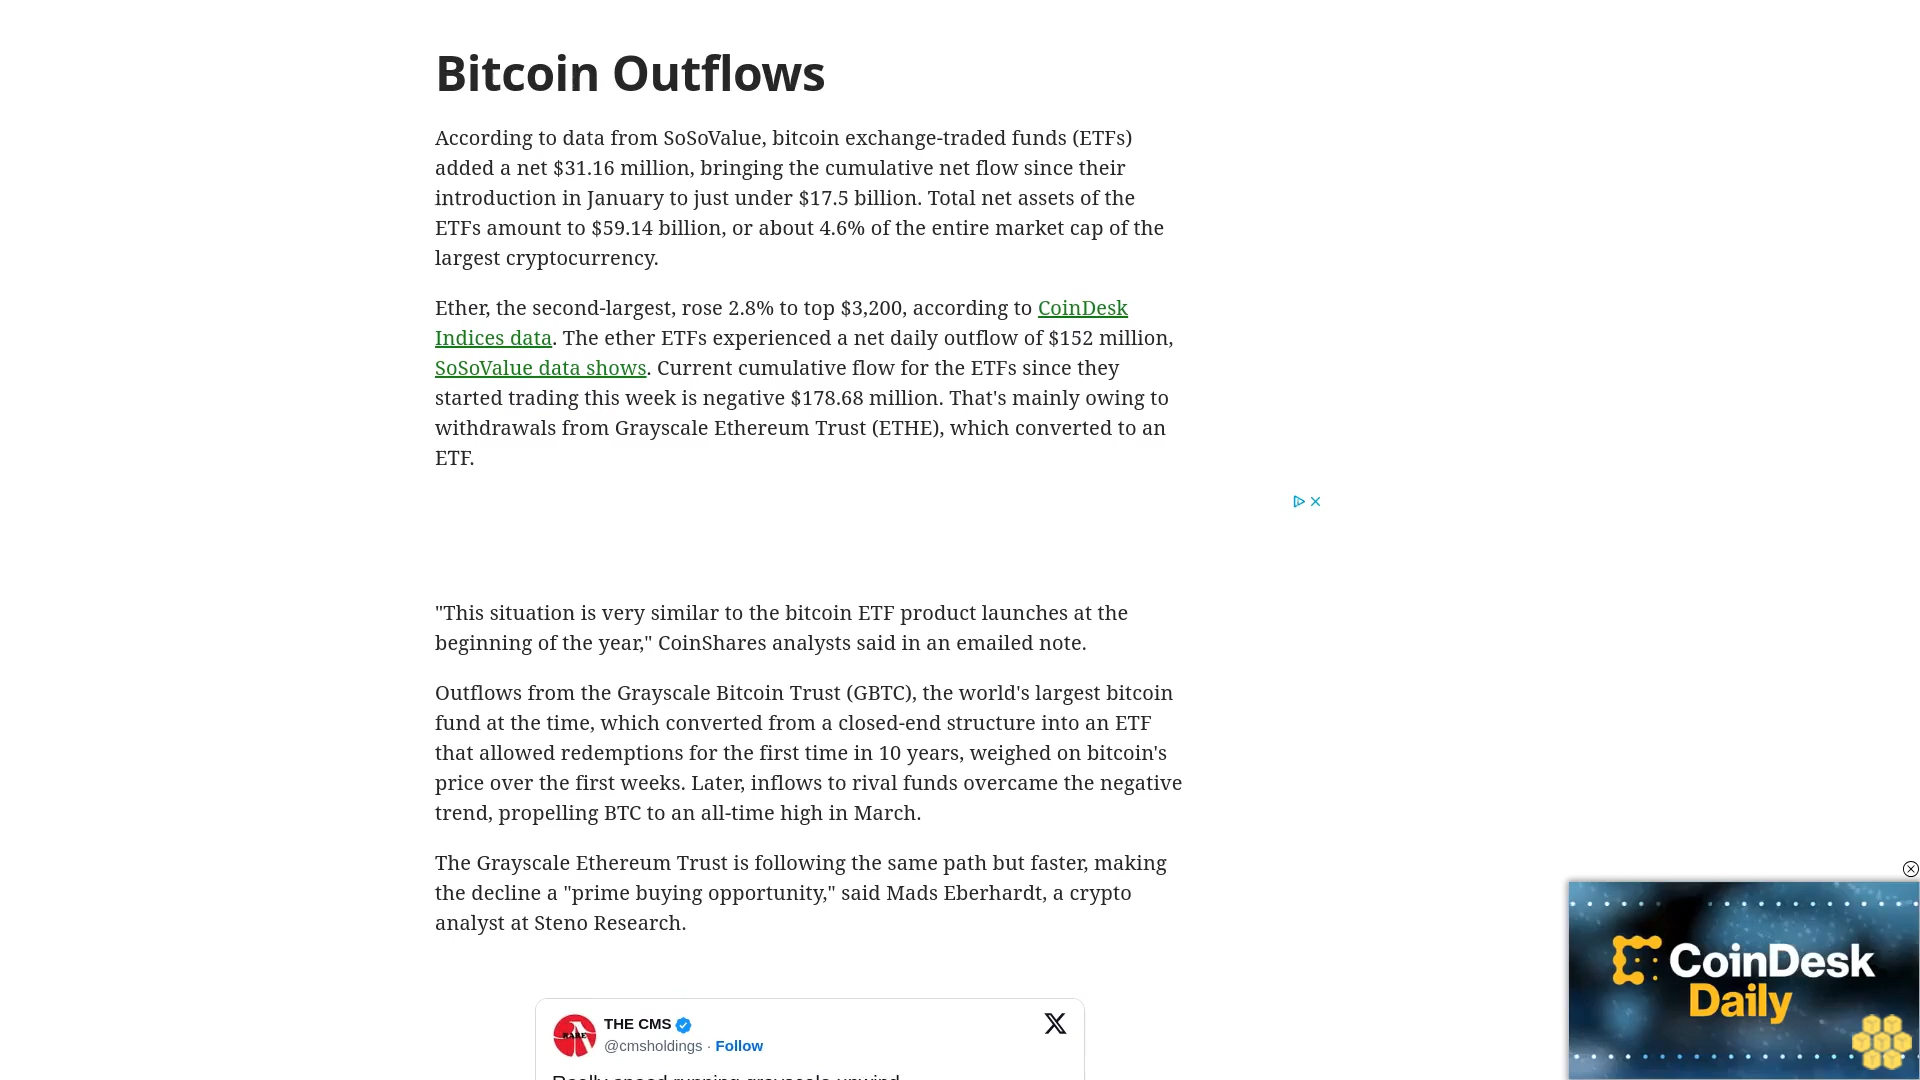 Bitcoin Outflows
According to data from SoSoValue, bitcoin exchange-traded funds (ETFs)
added a net $31.16 million, bringing the cumulative net flow since their
introduction in January to just under $17.5 billion. Total net assets of the
ETFs amount to $59.14 billion, or about 4.6% of the entire market cap of the
largest cryptocurrency.
Ether, the second-largest, rose 2.8% to top $3,200, according to CoinDesk
Indices data. The ether ETFs experienced a net daily outflow of $152 million,
SoSoValue data shows. Current cumulative flow for the ETFs since they
started trading this week is negative $178.68 million. That's mainly owing to
withdrawals from Grayscale Ethereum Trust (ETHE), which converted to an
ETF.
"This situation is very similar to the bitcoin ETF product launches at the
beginning of the year," CoinShares analysts said in an emailed note.
Outflows from the Grayscale Bitcoin Trust (GBTC), the world's largest bitcoin
fund at the time, which converted from a closed-end structure into an ETF
that allowed redemptions for the first time in 10 years, weighed on bitcoin's
price over the first weeks. Later, inflows to rival funds overcame the negative
trend, propelling BTC to an all-time high in March.
The Grayscale Ethereum Trust is following the same path but faster, making
the decline a "prime buying opportunity," said Mads Eberhardt, a crypto
analyst at Steno Research.
THE CMS
@cmsholdings · Follow
CoinDesk
Daily